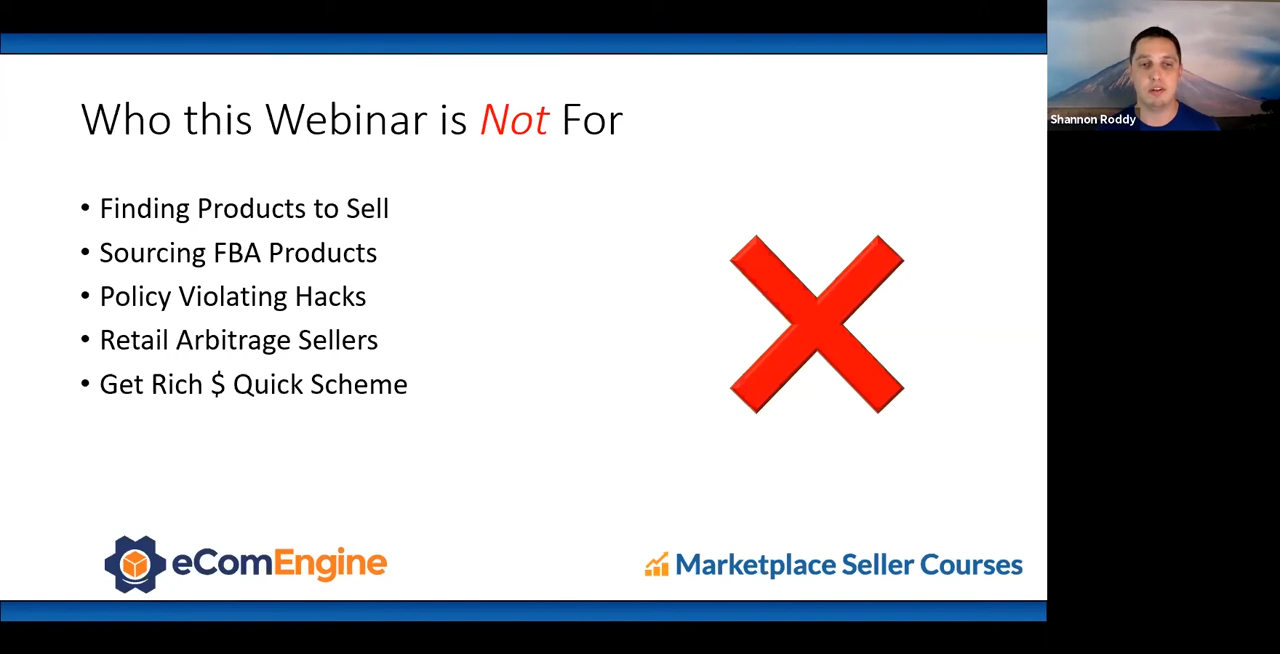 Who this Webinar is Not For
• Finding Products to Sell
• Sourcing FBA Products
• Policy Violating Hacks
• Retail Arbitrage Sellers
• Get Rich $ Quick Scheme
eComEngine
Marketplace Seller Courses
Shannon Roddy